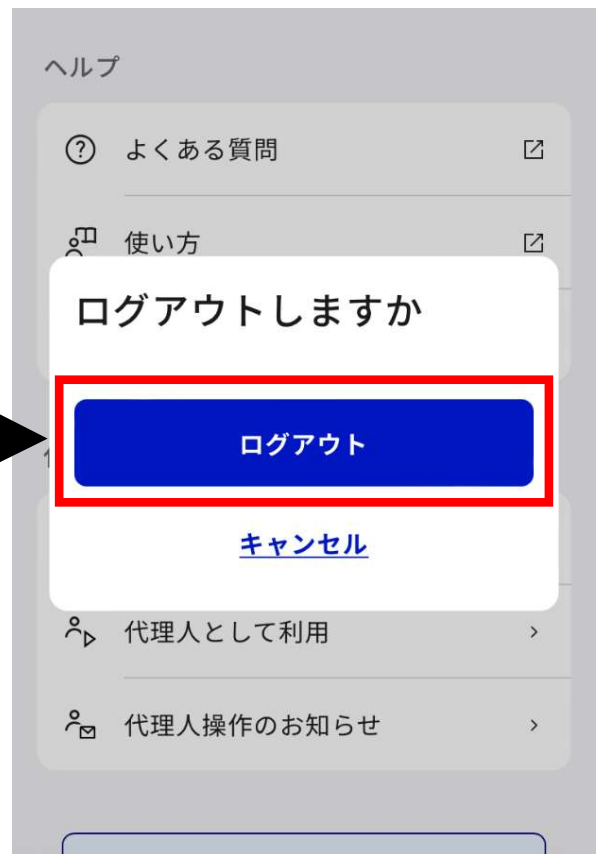 ヘルプ
よくある質問
使い方
ログアウトしますか
ログアウト
キャンセル
代理人として利用
代理人操作のお知らせ